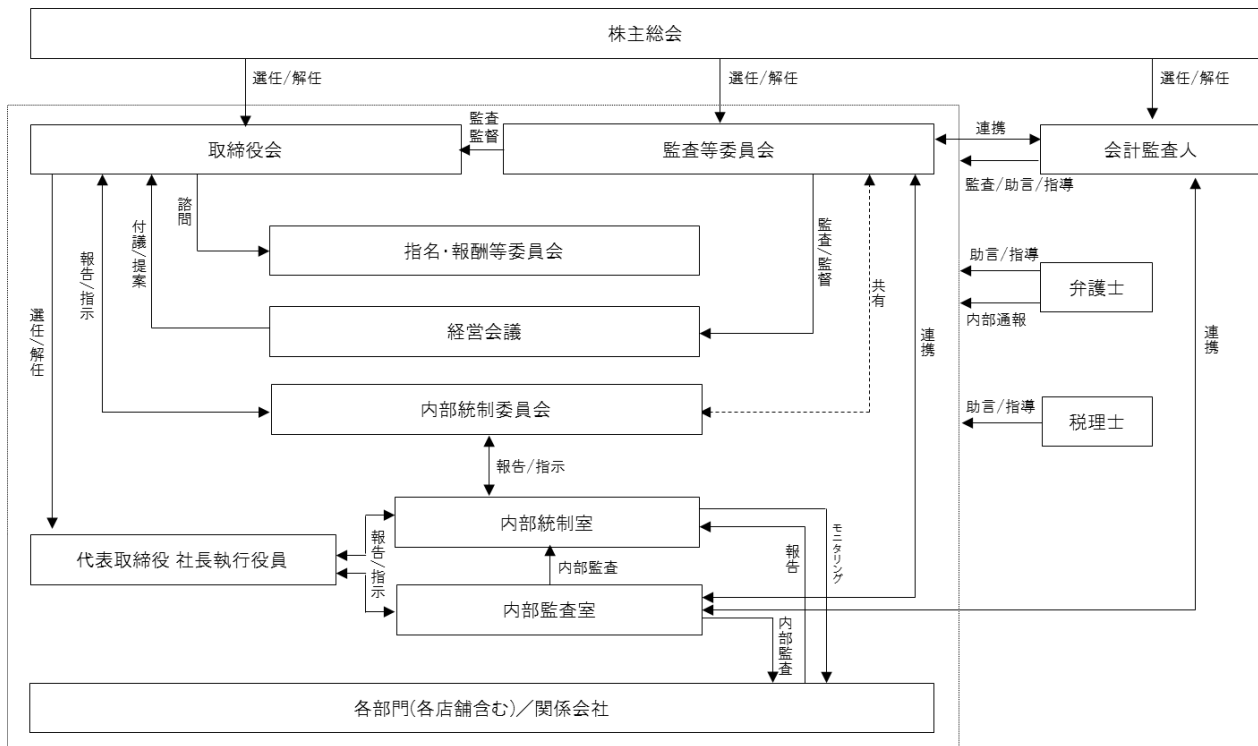 株主総会
選任/解任
選任/解任
選任/解任
取締役会
監査
監督
監査等委員会
連携
会計監査人
監査/助言/指導
諮問
付議/提案
報告/指示
選任/解任
指名・報酬等委員会
監査/監督
共有
連携
助言/指導
弁護士
内部通報
連携
経営会議
内部統制委員会
助言/指導
税理士
報告/指示
内部統制室
代表取締役 社長執行役員
報告/指示
内部監査
報告
モニタリング
内部監査室
内部監査
各部門(各店舗含む)／関係会社